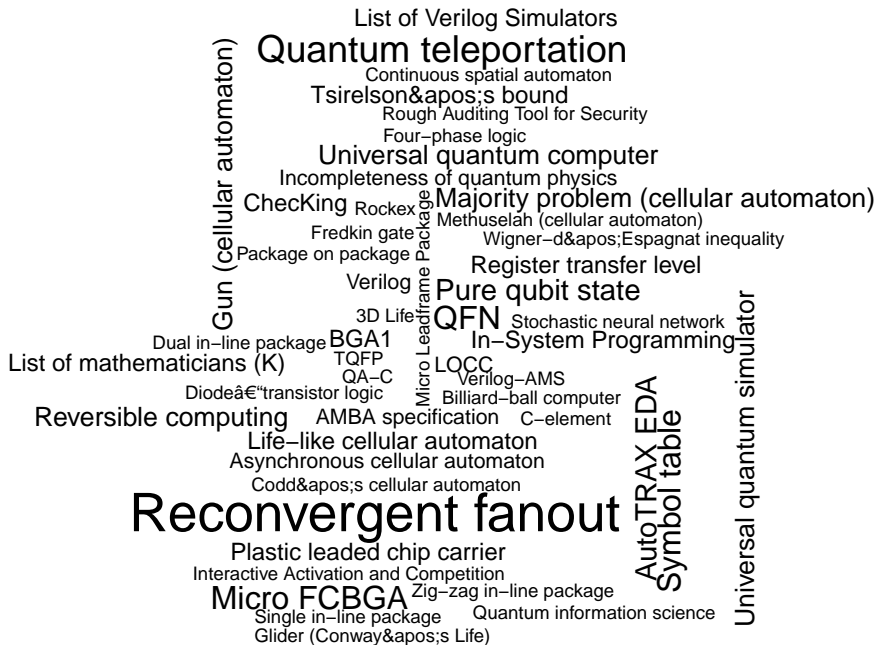 List of Verilog Simulators
Quantum teleportation
Continuous spatial automaton
Tsirelson&apos;s bound
Rough Auditing Tool for Security
Four−phase logic
Universal quantum computer
Incompleteness of quantum physics
Gun (cellular automaton)
ChecKing
Rockex
Micro Leadframe Package
Majority problem (cellular automaton)
Methuselah (cellular automaton)
Fredkin gate
Wigner−d&apos;Espagnat inequality
Package on package
Register transfer level
Verilog
Pure qubit state
3D Life
QFN
Stochastic neural network
Dual in−line package
BGA1
In−System Programming
Universal quantum simulator
List of mathematicians (K)
TQFP
LOCC
QA−C
Verilog−AMS
Diodeâ€“transistor logic
Billiard−ball computer
Reversible computing
AMBA specification
C−element
AutoTRAX EDA
Symbol table
Life−like cellular automaton
Asynchronous cellular automaton
Codd&apos;s cellular automaton
Reconvergent fanout
Plastic leaded chip carrier
Interactive Activation and Competition
Micro FCBGA
Zig−zag in−line package
Single in−line package
Quantum information science
Glider (Conway&apos;s Life)